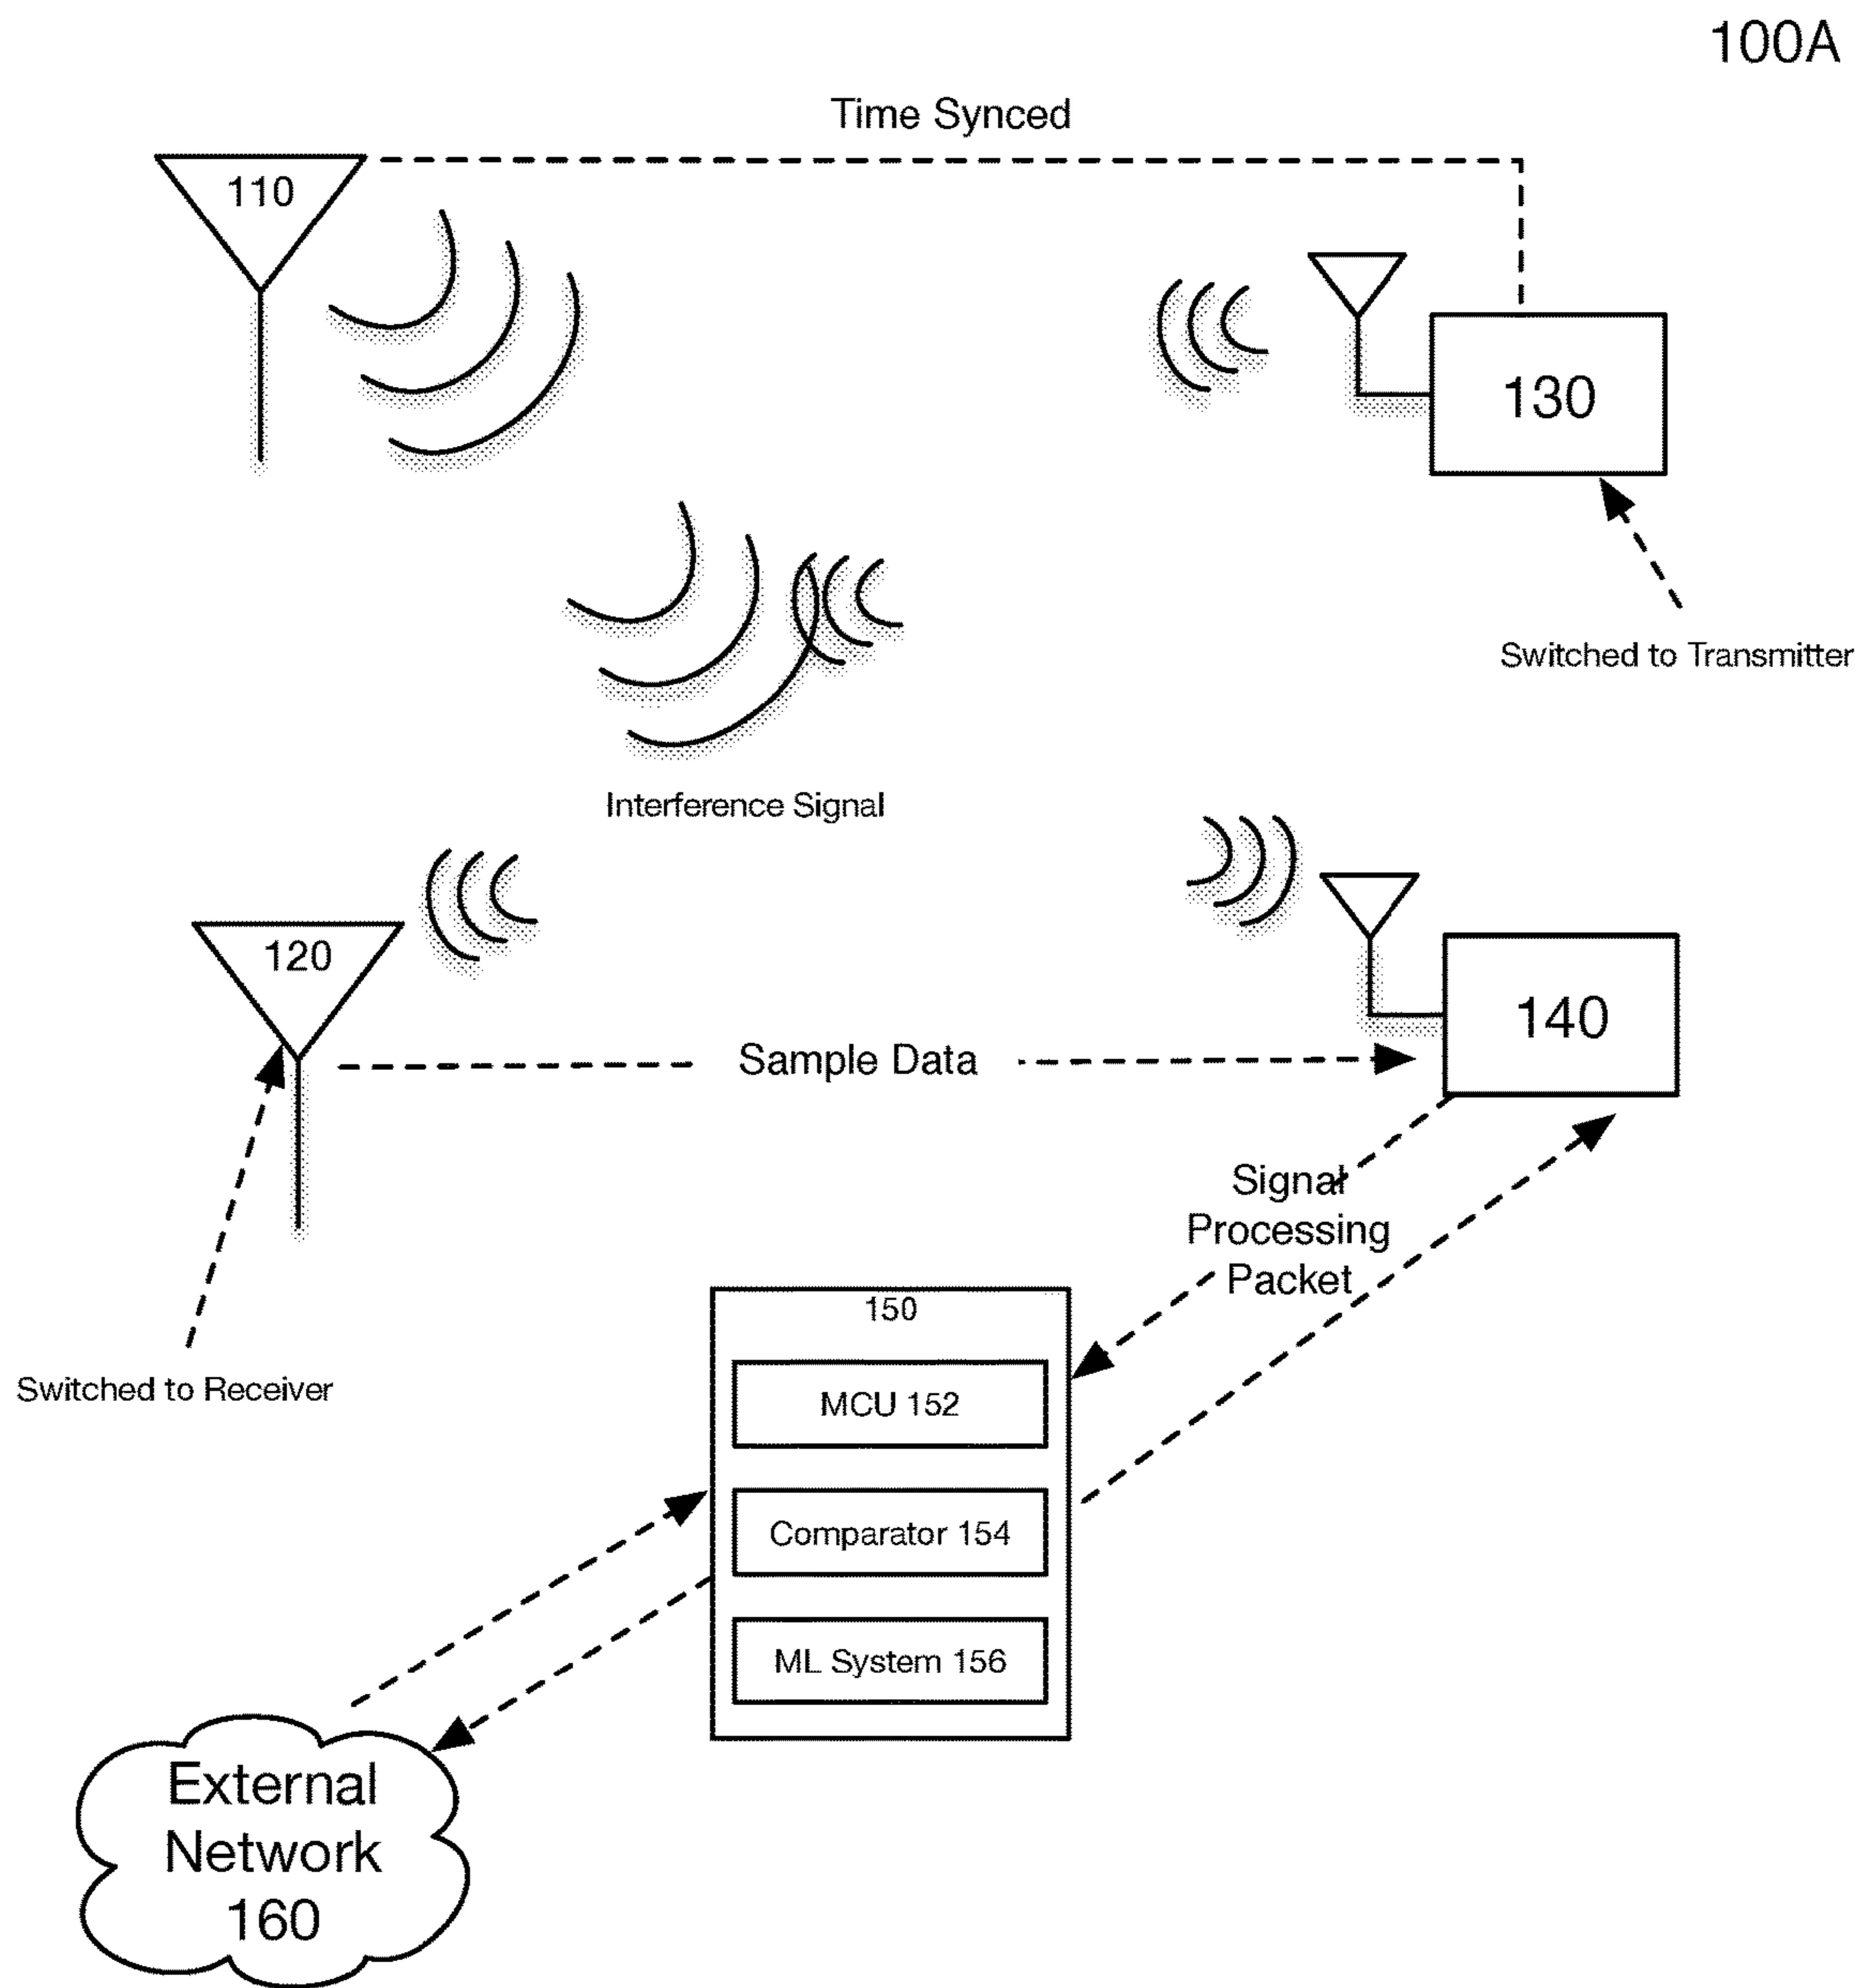 100A
Time Synced
110
130
Switched to Transmitter
Interference Signal
120
140
Sample Data
Signal
Processing
Packet
150
Switched to Receiver
MCU 152
Comparator 154
ML System 156
External
Network
160